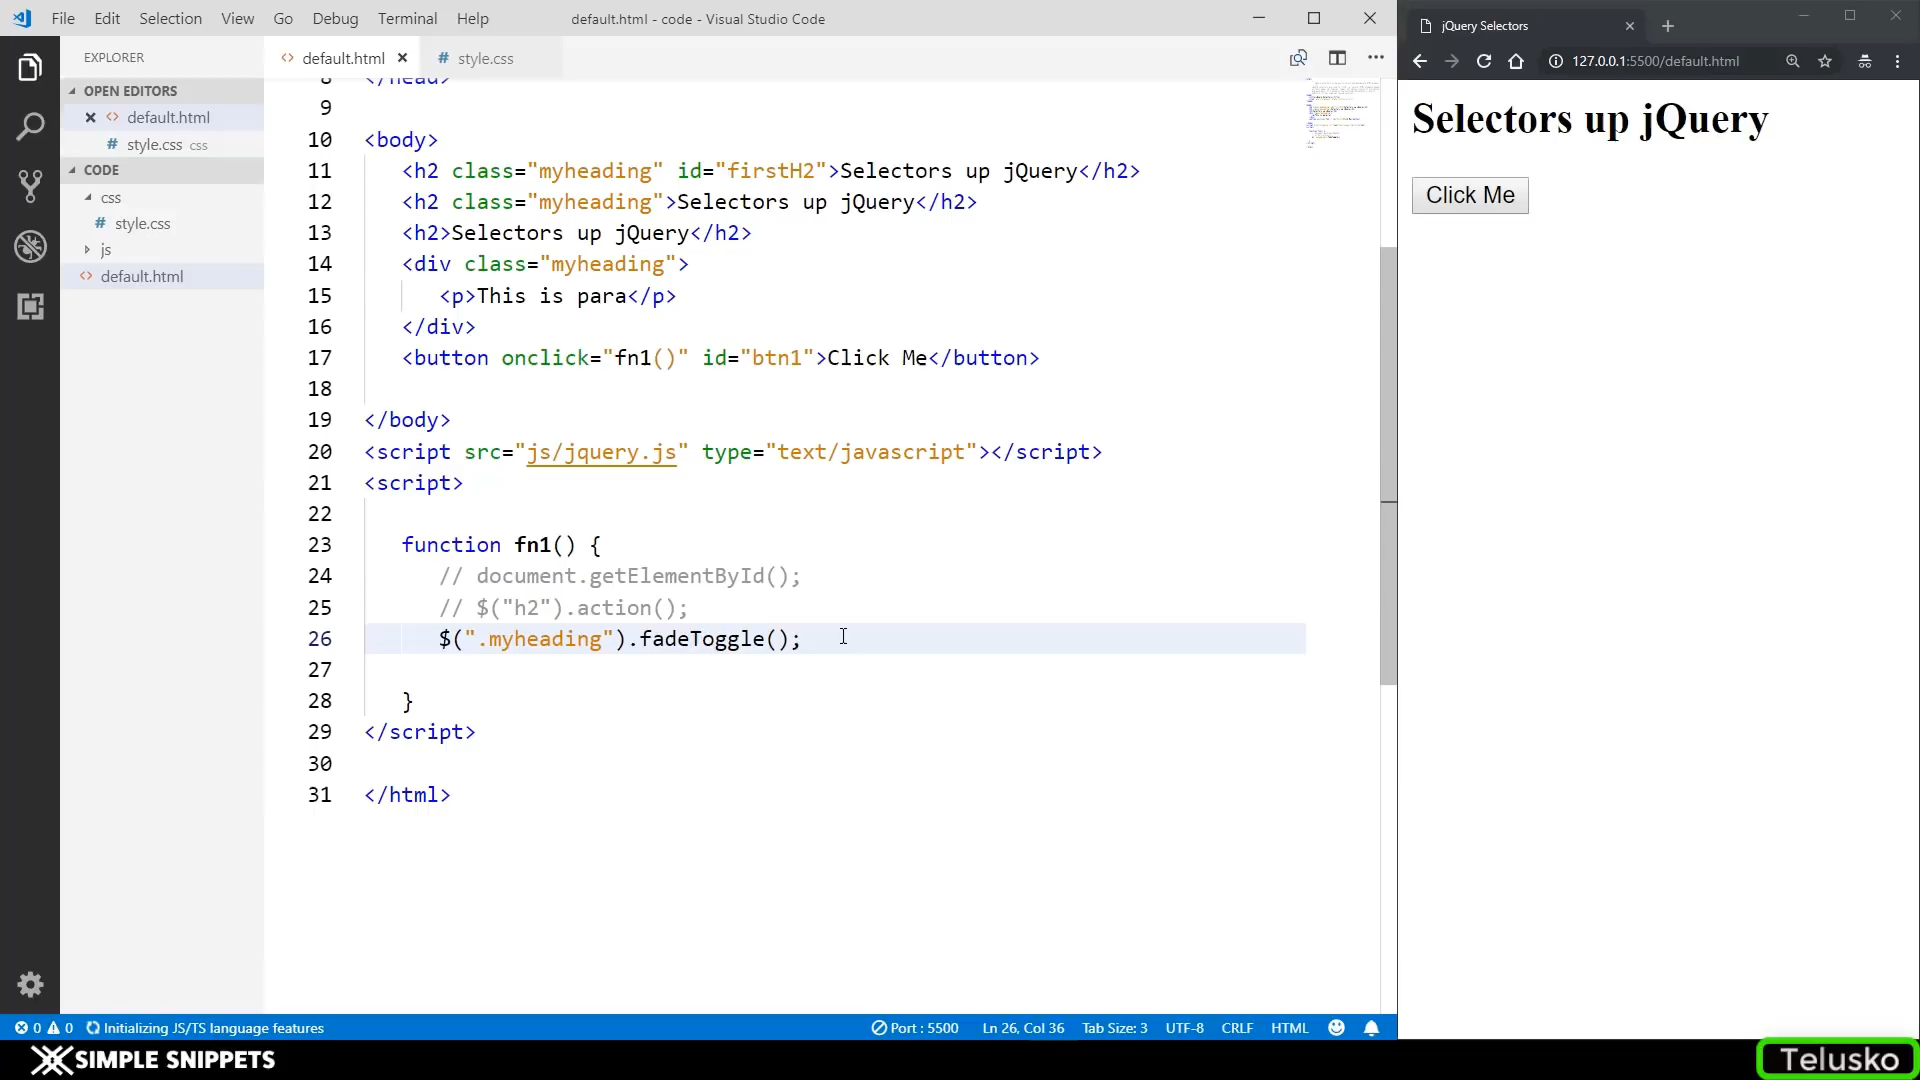 File Edit Selection View Go Debug Terminal Help default.html - code - Visual Studio Code
jQuery Selectors
EXPLORER
default.html
style.css
127.0.0.1:5500/default.html
OPEN EDITORS
default.html
style.css css
CODE
css
style.css
js
default.html
8 </head>
9
10 <body>
11 <h2 class="myheading" id="firstH2">Selectors up jQuery</h2>
12 <h2 class="myheading">Selectors up jQuery</h2>
13 <h2>Selectors up jQuery</h2>
14 <div class="myheading">
15 <p>This is para</p>
16 </div>
17 <button onclick="fn1()" id="btn1">Click Me</button>
18
19 </body>
20 <script src="js/jquery.js" type="text/javascript"></script>
21 <script>
22
23 function fn1() {
24 // document.getElementById();
25 // $("h2").action();
26 $(".myheading").fadeToggle();
27
28 }
29 </script>
30
31 </html>
Selectors up jQuery
Click Me
0 0 Initializing JS/TS language features Port : 5500 Ln 26, Col 36 Tab Size: 3 UTF-8 CRLF HTML
SIMPLE SNIPPETS
Telusko